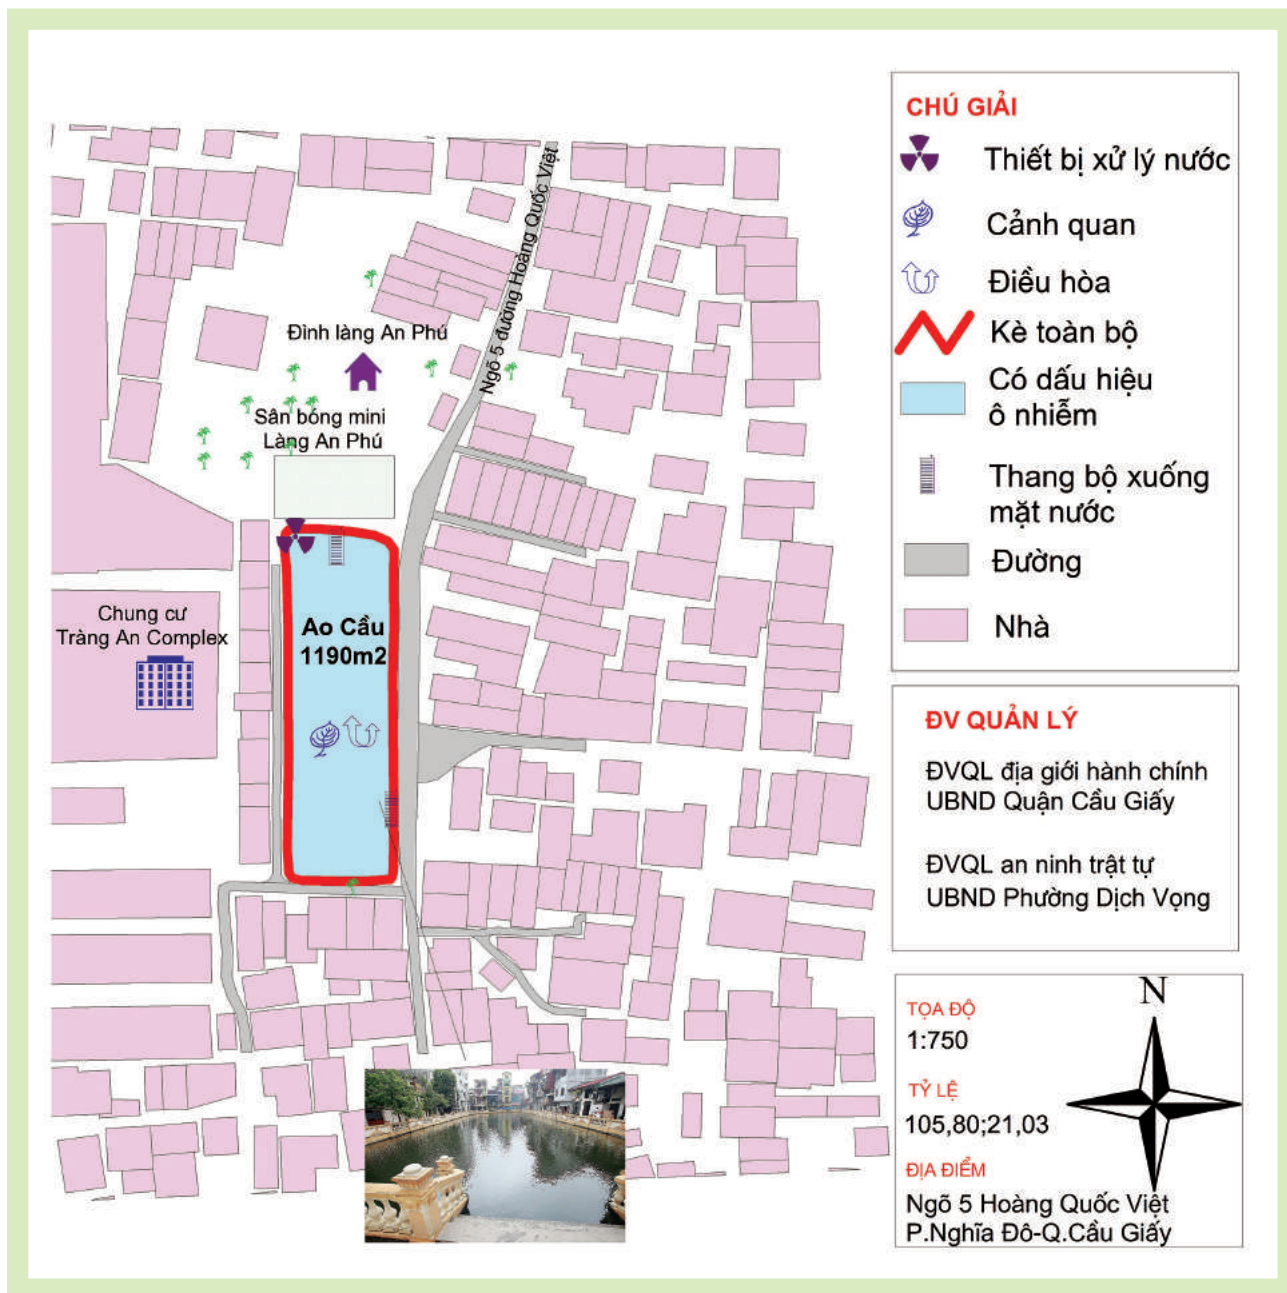 Ngõ 5 đường Hoàng Quốc Việt
Đình làng An Phú
Sân bóng mini
Làng An Phú
Chung cư
Tràng An Complex
Ao Cầu
1190m2
CHÚ GIẢI
Thiết bị xử lý nước
Cảnh quan
Điều hòa
Kè toàn bộ
Có dấu hiệu
ô nhiễm
Thang bộ xuống
mặt nước
Đường
Nhà
ĐV QUẢN LÝ
ĐVQL địa giới hành chính
UBND Quận Cầu Giấy
ĐVQL an ninh trật tự
UBND Phường Dịch Vọng
N
TỌA ĐỘ
1:750
TỶ LỆ
105,80;21,03
ĐỊA ĐIỂM
Ngõ 5 Hoàng Quốc Việt
P.Nghĩa Đô-Q.Cầu Giấy